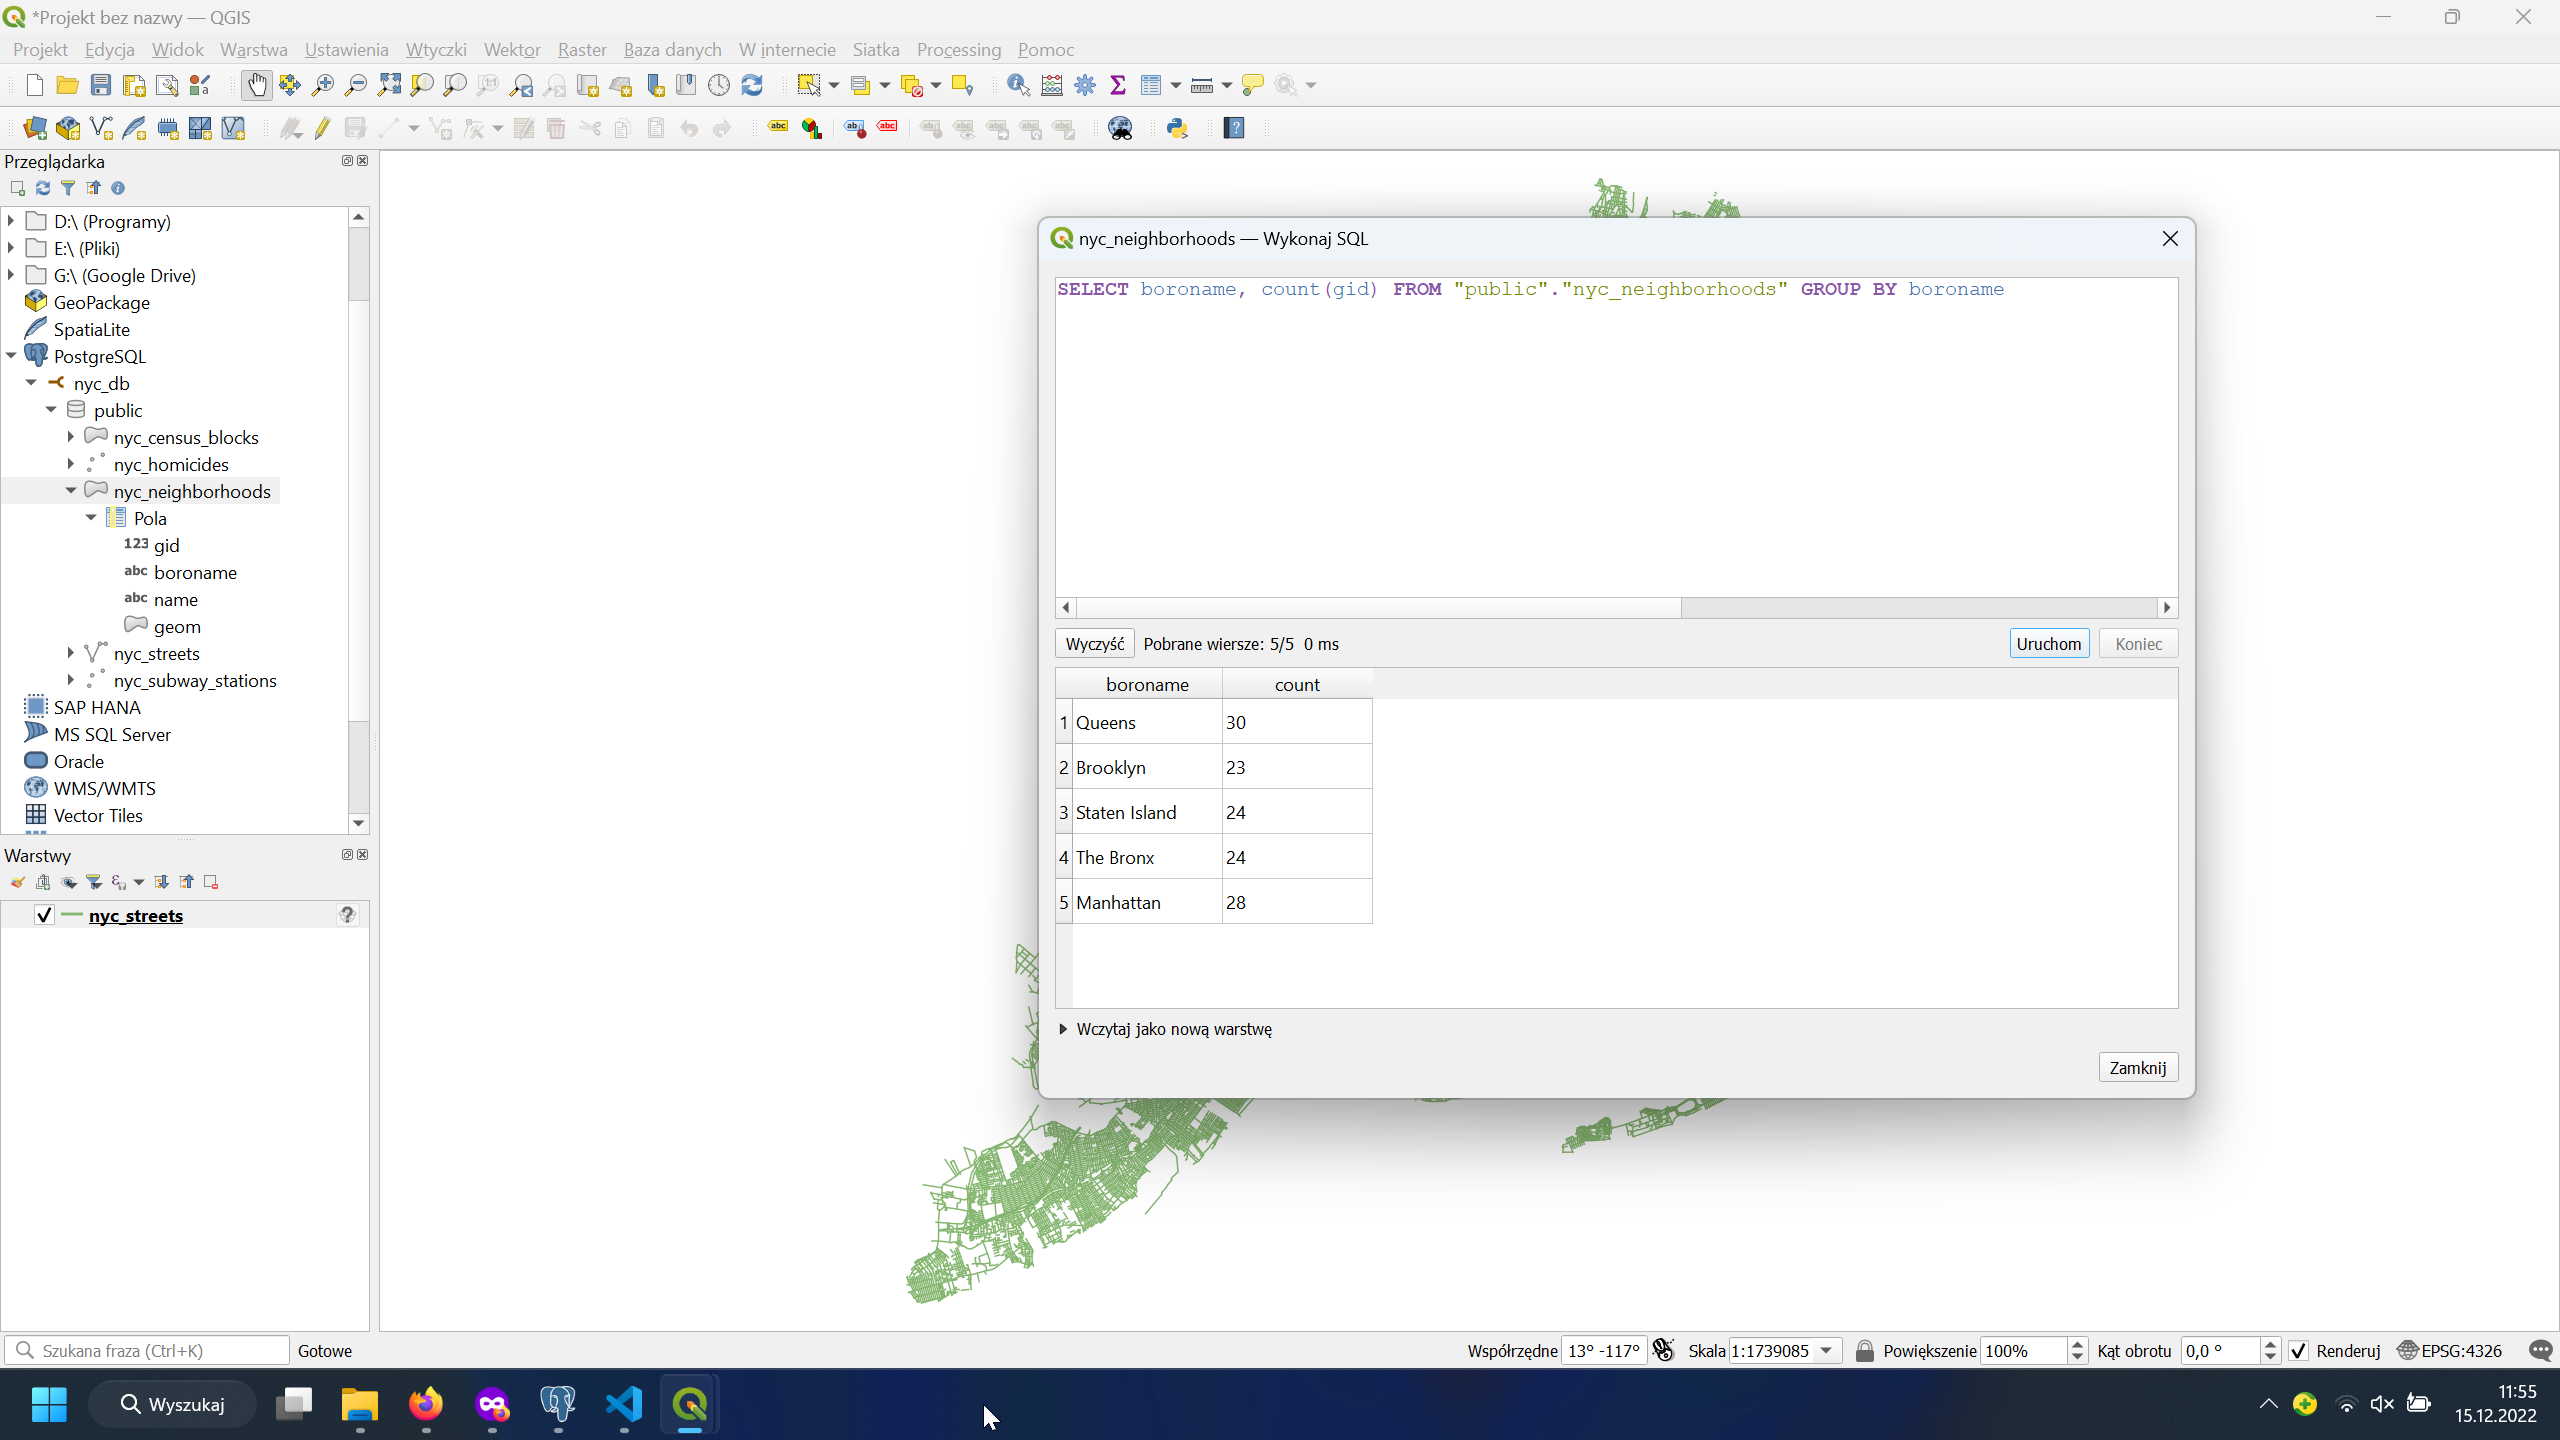 *Projekt bez nazwy — QGIS
Projekt Edycja Widok Warstwa Ustawienia Wtyczki Wektor Raster Baza danych W internecie Siatka Processing Pomoc
Przeglądarka
D:\ (Programy)
E:\ (Pliki)
G:\ (Google Drive)
GeoPackage
SpatiaLite
PostgreSQL
nyc_db
public
nyc_census_blocks
nyc_homicides
nyc_neighborhoods
Pola
123 gid
abc boroname
abc name
geom
nyc_streets
nyc_subway_stations
SAP HANA
MS SQL Server
Oracle
WMS/WMTS
Vector Tiles
Warstwy
nyc_streets
nyc_neighborhoods — Wykonaj SQL
SELECT boroname, count(gid) FROM "public"."nyc_neighborhoods" GROUP BY boroname
Wyczyść Pobrane wiersze: 5/5 0 ms Uruchom Koniec
boroname count
1 Queens 30
2 Brooklyn 23
3 Staten Island 24
4 The Bronx 24
5 Manhattan 28
Wczytaj jako nową warstwę
Zamknij
Szukana fraza (Ctrl+K) Gotowe Współrzędne 13° -117° Skala 1:1739085 Powiększenie 100% Kąt obrotu 0,0 ° Renderuj EPSG:4326
Wyszukaj
11:55
15.12.2022